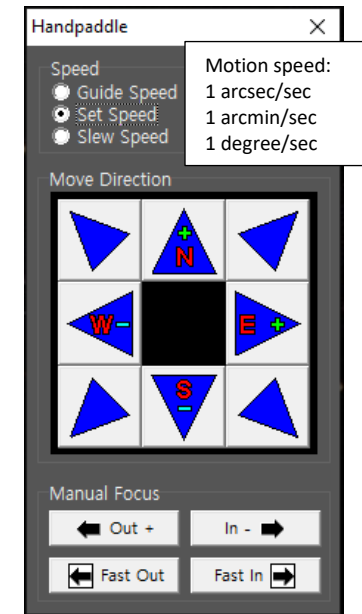 Handpaddle
Speed
Guide Speed
Set Speed
Slew Speed
Motion speed:
1 arcsec/sec
1 arcmin/sec
1 degree/sec
Move Direction
+
N
W-
E +
S
-
Manual Focus
Out +
In -
Fast Out
Fast In